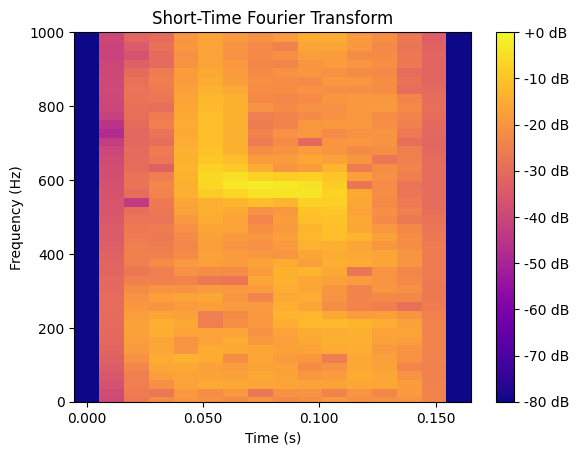 Short-Time Fourier Transform
Frequency (Hz)
1000
800
600
400
200
0
0.000
0.050
0.100
0.150
Time (s)
+0 dB
-10 dB
-20 dB
-30 dB
-40 dB
-50 dB
-60 dB
-70 dB
-80 dB